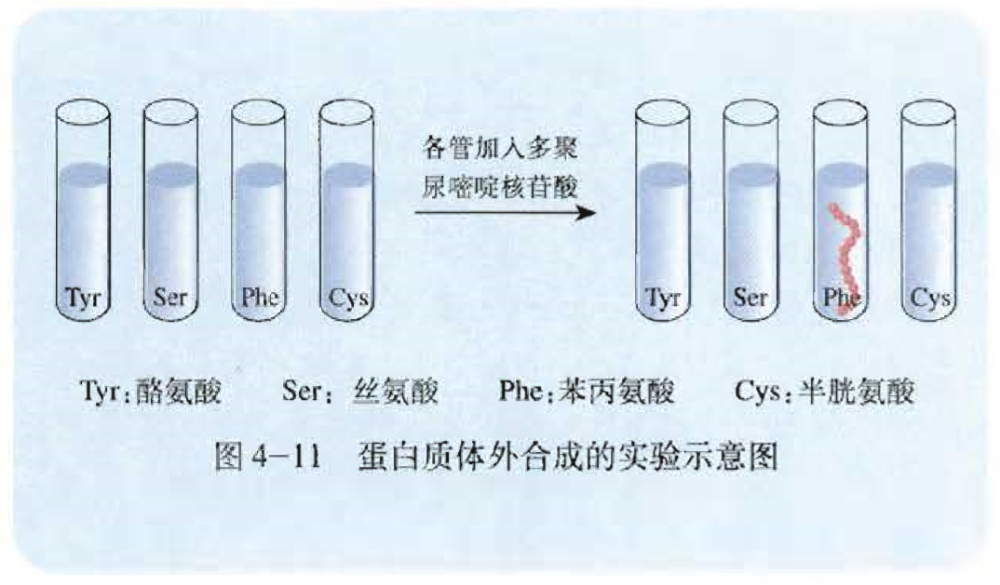 各管加入多聚
尿嘧啶核苷酸
Tyr Ser Phe Cys Tyr Ser Phe Cys
Tyr:酪氨酸 Ser:丝氨酸 Phe:苯丙氨酸 Cys:半胱氨酸
图4-11 蛋白质体外合成的实验示意图